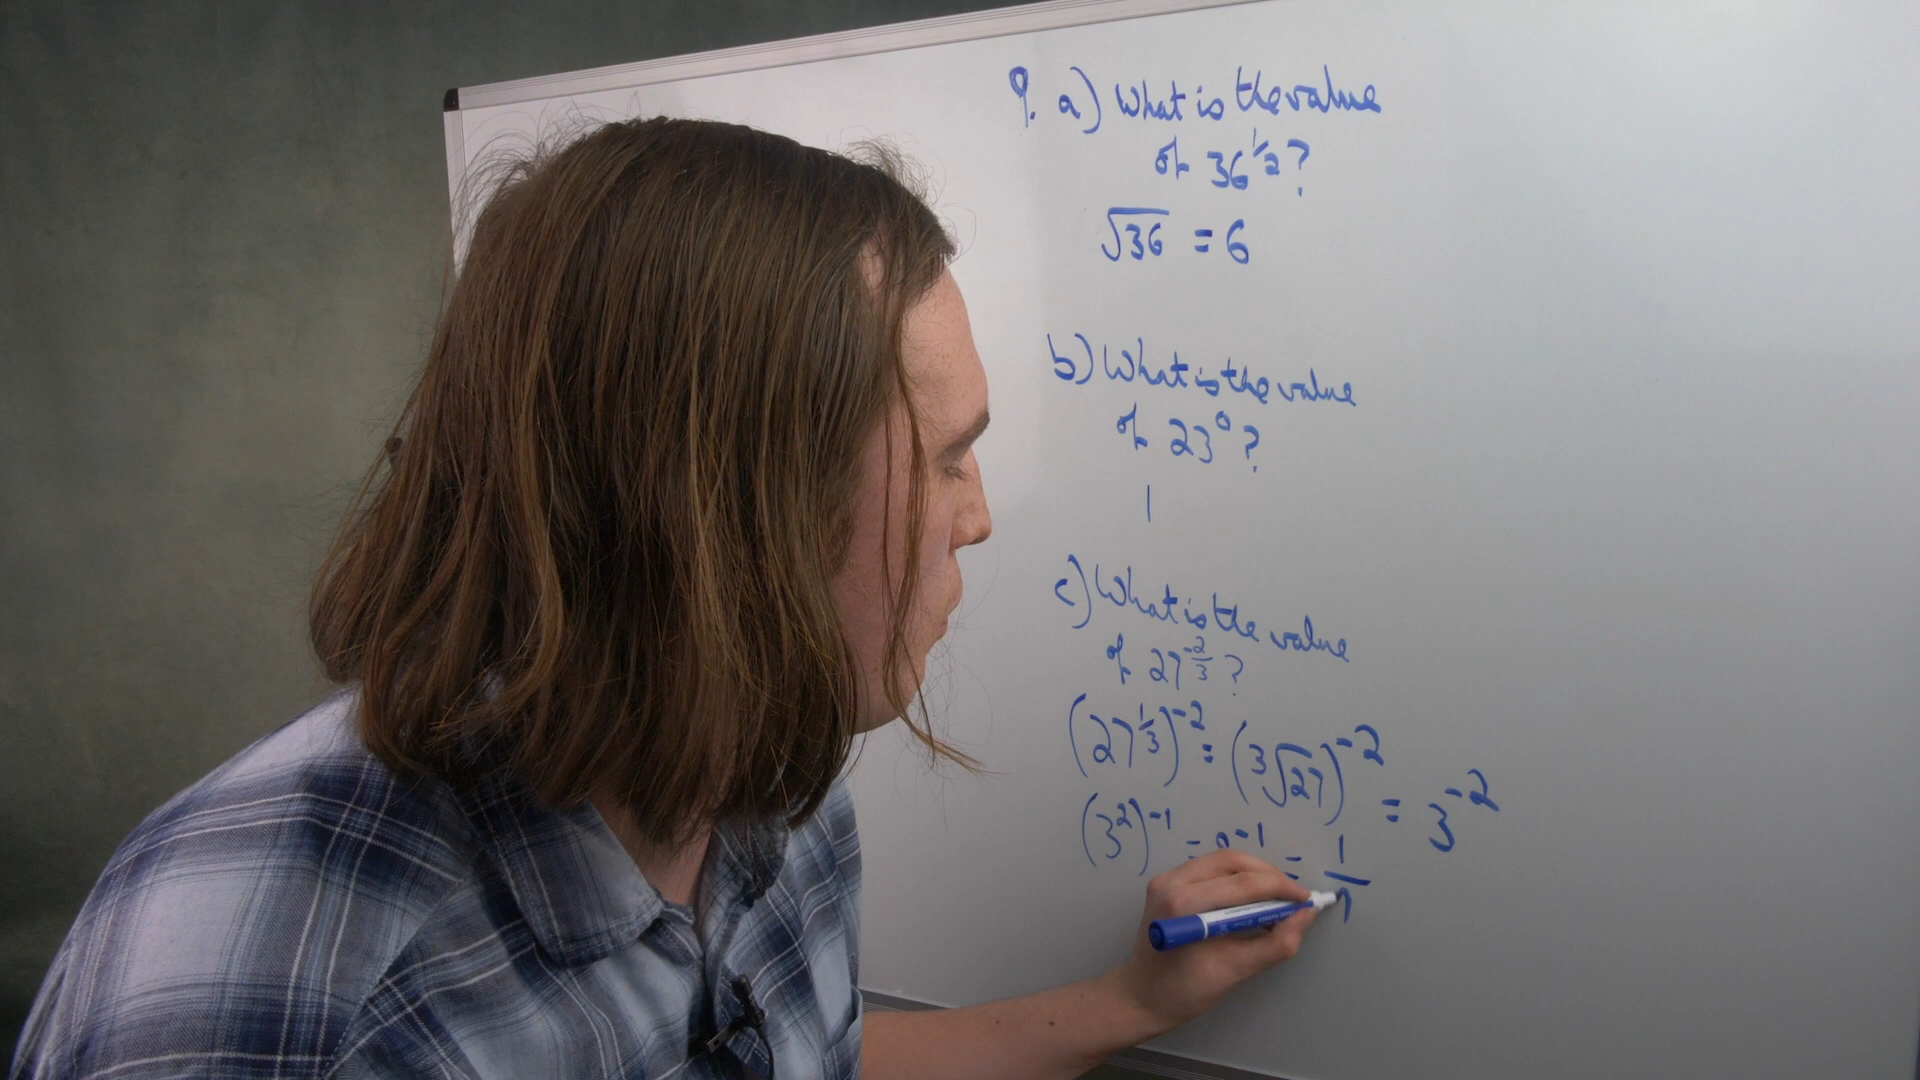 9. a) What is the value
of 36^1/2?
√36 = 6
b) What is the value
of 23^0?
1
c) What is the value
of 27^-2/3?
(27^1/3)^-2 = (3√27)^-2 = 3^-2
(3^2)^-1 = 9^-1 = 1/9